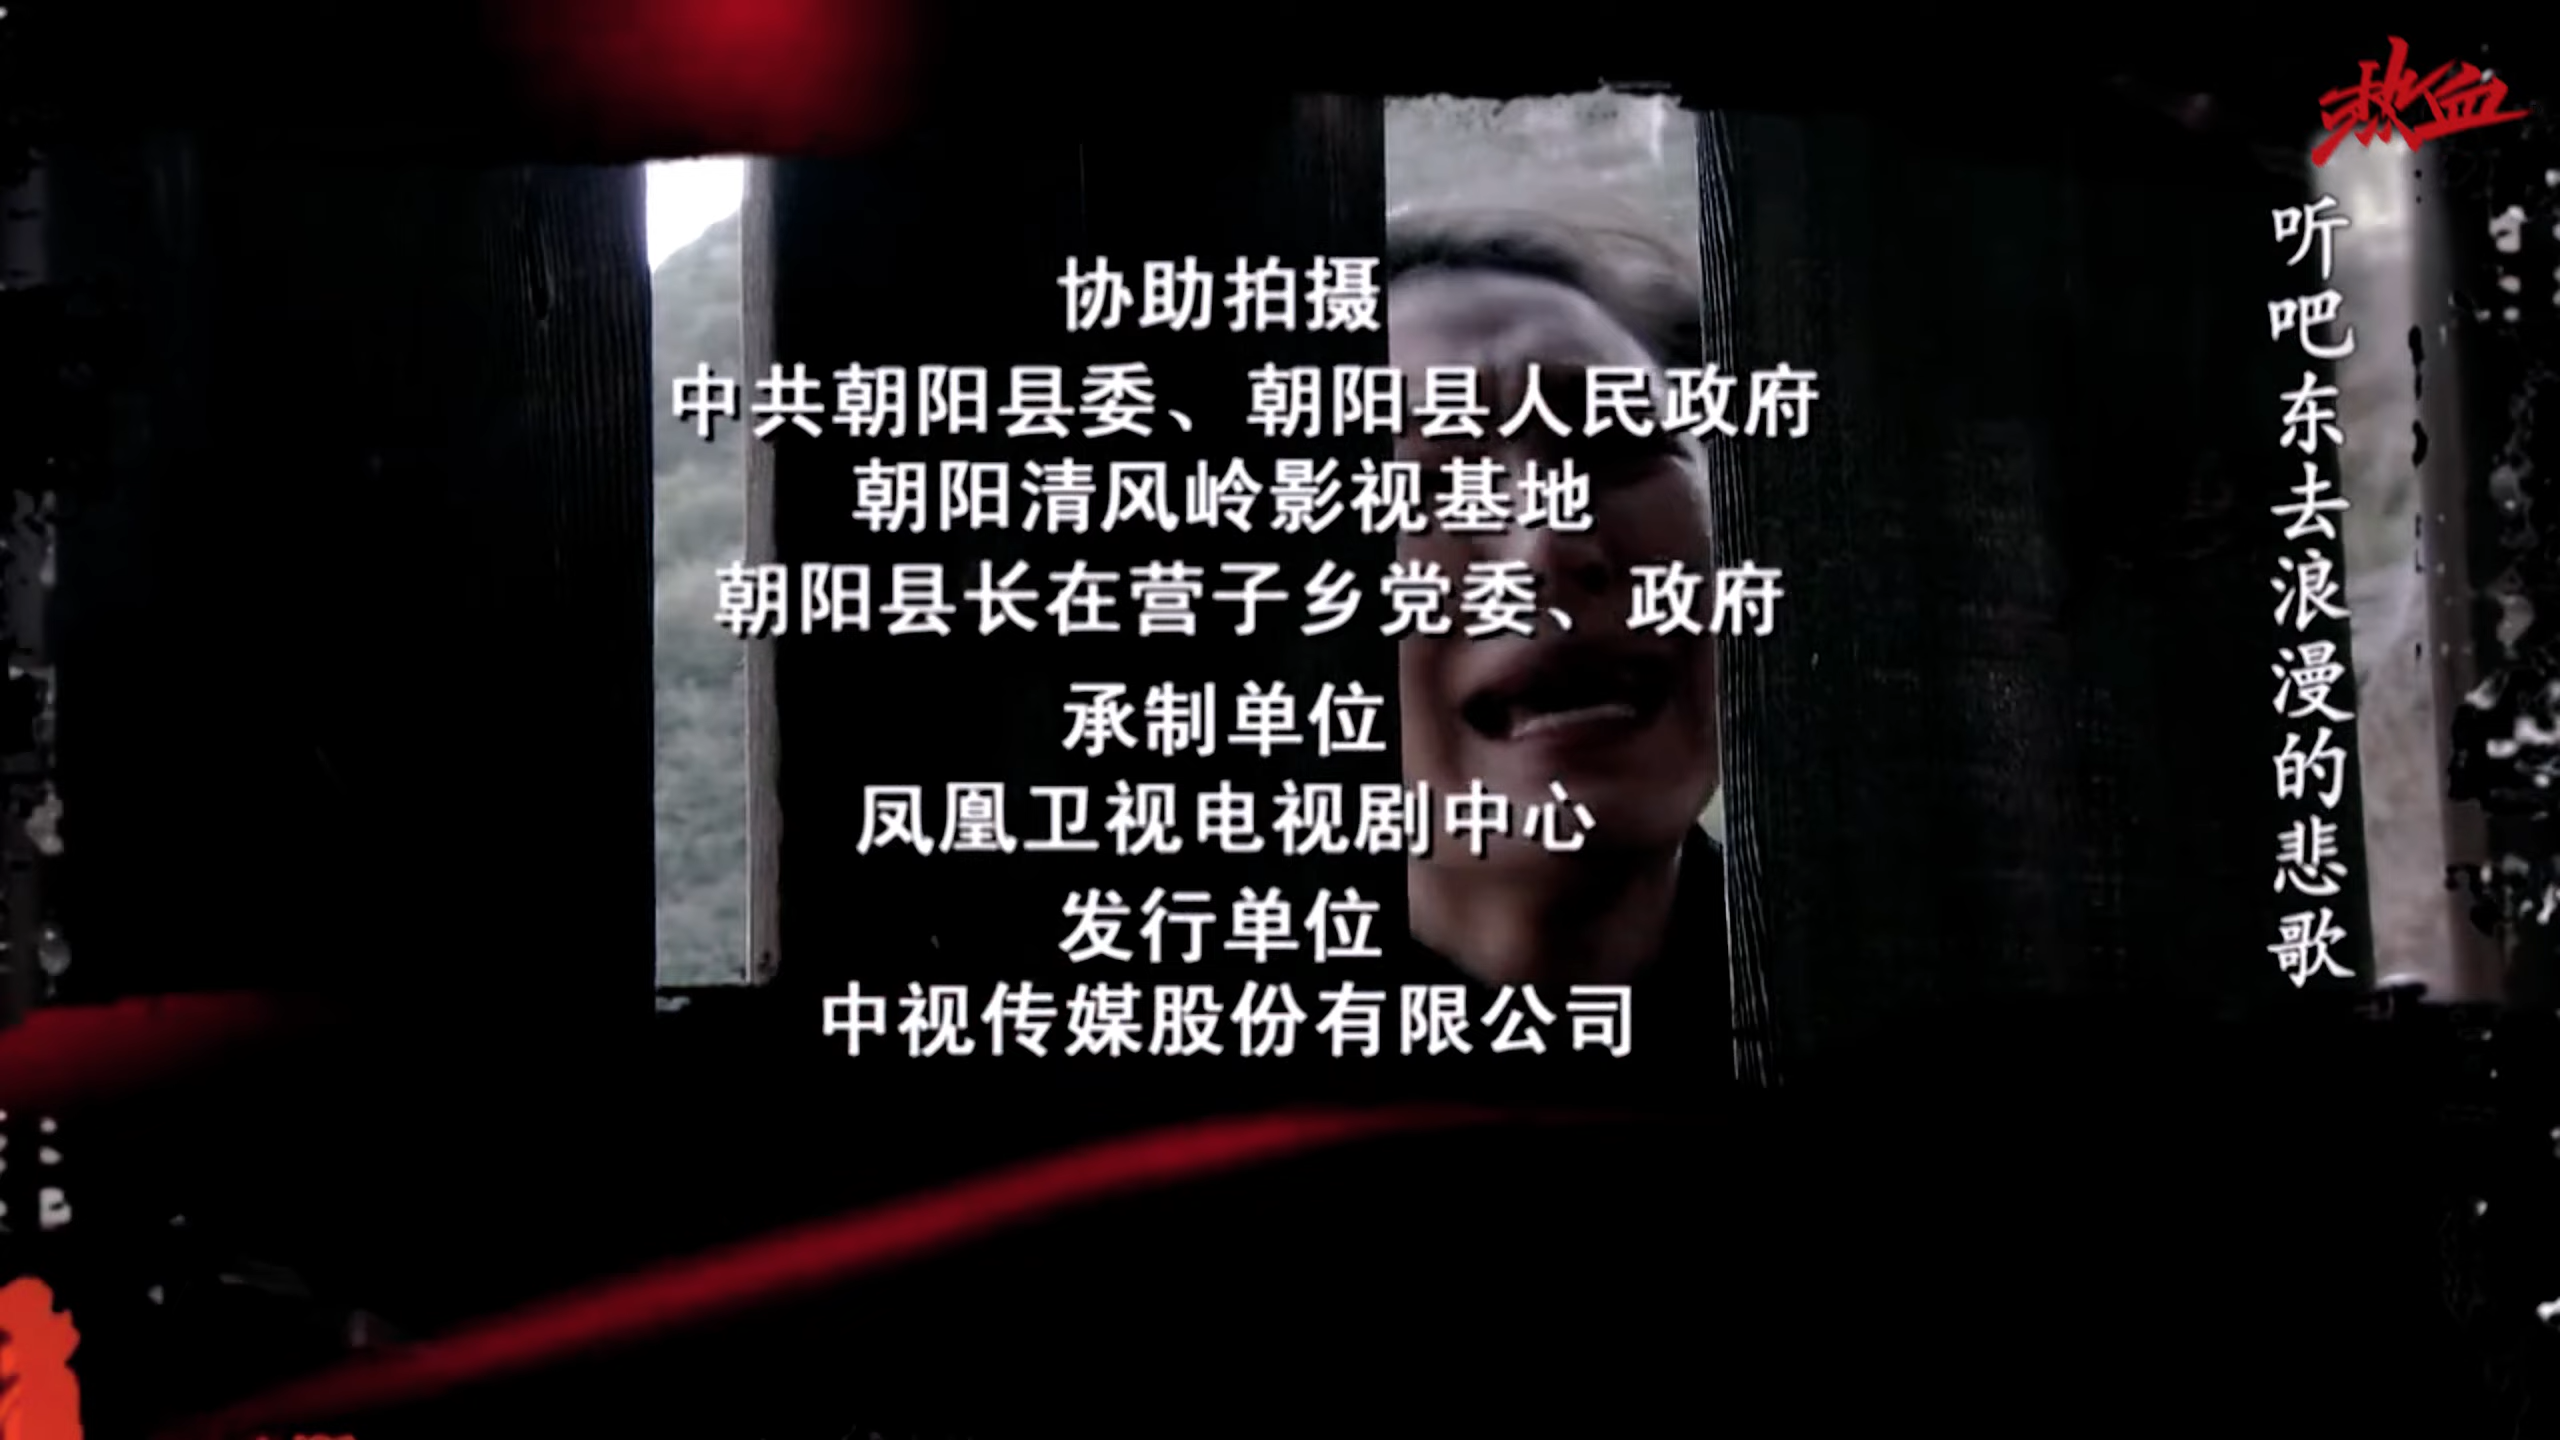 热血
协助拍摄
中共朝阳县委、朝阳县人民政府
朝阳清风岭影视基地
朝阳县长在营子乡党委、政府
承制单位
凤凰卫视电视剧中心
发行单位
中视传媒股份有限公司
听吧东去浪漫的悲歌